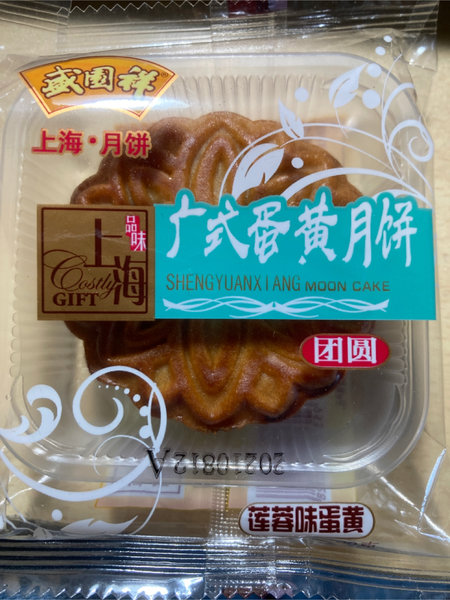 盛園祥®
上海·月饼
品味
上海
Costly
GIFT
广式蛋黄月饼
SHENGYUANXIANG MOON CAKE
团圆
20210812A
莲蓉味蛋黄